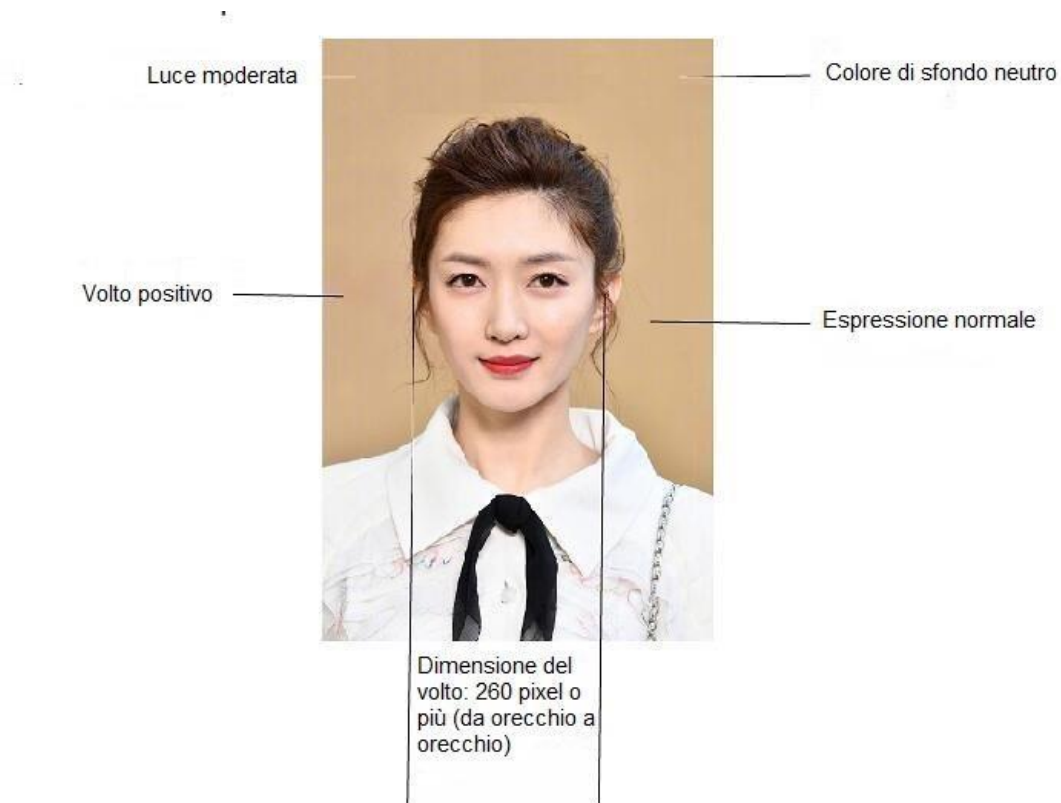 Luce moderata
Colore di sfondo neutro
Volto positivo
Espressione normale
Dimensione del
volto: 260 pixel o
più (da orecchio a
orecchio)